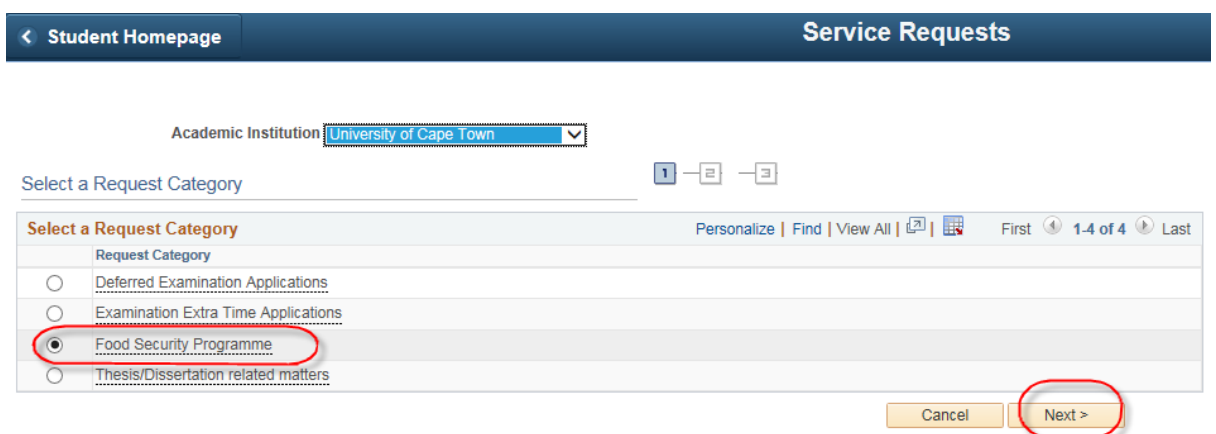 Student Homepage
Service Requests
Academic Institution University of Cape Town
1 2 3
Select a Request Category
Select a Request Category Personalize | Find | View All | | First 1-4 of 4 Last
Request Category
Deferred Examination Applications
Examination Extra Time Applications
Food Security Programme
Thesis/Dissertation related matters
Cancel Next >